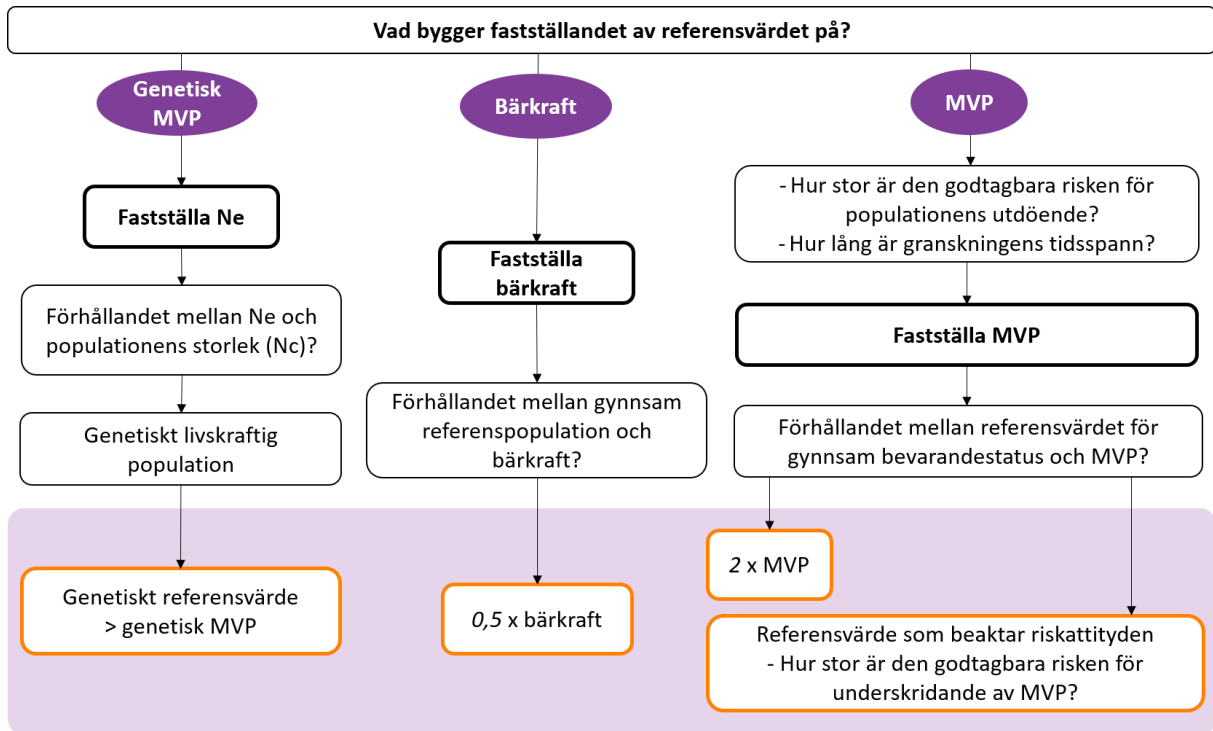 Vad bygger fastställandet av referensvärdet på?
Genetisk
MVP
Fastställa Ne
Förhållandet mellan Ne och
populationens storlek (Nc)?
Genetiskt livskraftig
population
Genetiskt referensvärde
> genetisk MVP
Bärkraft
Fastställa
bärkraft
Förhållandet mellan gynnsam
referenspopulation och
bärkraft?
0,5 x bärkraft
MVP
- Hur stor är den godtagbara risken för
populationens utdöende?
- Hur lång är granskningens tidsspann?
Fastställa MVP
Förhållandet mellan referensvärdet för
gynnsam bevarandestatus och MVP?
2 x MVP
Referensvärde som beaktar riskattityden
- Hur stor är den godtagbara risken för
underskridande av MVP?